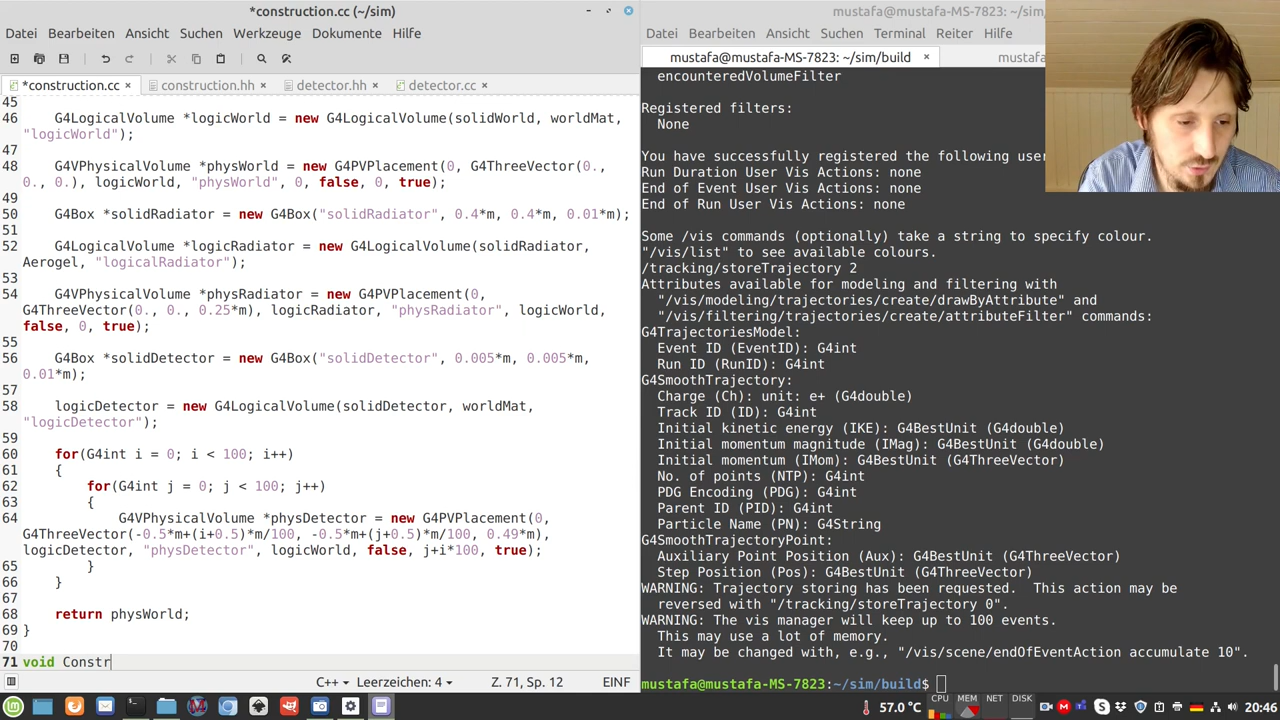 *construction.cc (~/sim)
Datei Bearbeiten Ansicht Suchen Werkzeuge Dokumente Hilfe
*construction.cc × construction.hh × detector.hh × detector.cc ×
45
46 G4LogicalVolume *logicWorld = new G4LogicalVolume(solidWorld, worldMat,
"logicWorld");
47
48 G4VPhysicalVolume *physWorld = new G4PVPlacement(0, G4ThreeVector(0.,
0., 0.), logicWorld, "physWorld", 0, false, 0, true);
49
50 G4Box *solidRadiator = new G4Box("solidRadiator", 0.4*m, 0.4*m, 0.01*m);
51
52 G4LogicalVolume *logicRadiator = new G4LogicalVolume(solidRadiator,
Aerogel, "logicalRadiator");
53
54 G4VPhysicalVolume *physRadiator = new G4PVPlacement(0,
G4ThreeVector(0., 0., 0.25*m), logicRadiator, "physRadiator", logicWorld,
false, 0, true);
55
56 G4Box *solidDetector = new G4Box("solidDetector", 0.005*m, 0.005*m,
0.01*m);
57
58 logicDetector = new G4LogicalVolume(solidDetector, worldMat,
"logicDetector");
59
60 for(G4int i = 0; i < 100; i++)
61 {
62 for(G4int j = 0; j < 100; j++)
63 {
64 G4VPhysicalVolume *physDetector = new G4PVPlacement(0,
G4ThreeVector(-0.5*m+(i+0.5)*m/100, -0.5*m+(j+0.5)*m/100, 0.49*m),
logicDetector, "physDetector", logicWorld, false, j+i*100, true);
65 }
66 }
67
68 return physWorld;
69 }
70
71 void Constr
C++ Leerzeichen: 4 Z. 71, Sp. 12 EINF
mustafa@mustafa-MS-7823: ~/sim/
Datei Bearbeiten Ansicht Suchen Terminal Reiter Hilfe
mustafa@mustafa-MS-7823: ~/sim/build × mustafa
encounteredVolumeFilter
Registered filters:
None
You have successfully registered the following user
Run Duration User Vis Actions: none
End of Event User Vis Actions: none
End of Run User Vis Actions: none
Some /vis commands (optionally) take a string to specify colour.
"/vis/list" to see available colours.
/tracking/storeTrajectory 2
Attributes available for modeling and filtering with
"/vis/modeling/trajectories/create/drawByAttribute" and
"/vis/filtering/trajectories/create/attributeFilter" commands:
G4TrajectoriesModel:
Event ID (EventID): G4int
Run ID (RunID): G4int
G4SmoothTrajectory:
Charge (Ch): unit: e+ (G4double)
Track ID (ID): G4int
Initial kinetic energy (IKE): G4BestUnit (G4double)
Initial momentum magnitude (IMag): G4BestUnit (G4double)
Initial momentum (IMom): G4BestUnit (G4ThreeVector)
No. of points (NTP): G4int
PDG Encoding (PDG): G4int
Parent ID (PID): G4int
Particle Name (PN): G4String
G4SmoothTrajectoryPoint:
Auxiliary Point Position (Aux): G4BestUnit (G4ThreeVector)
Step Position (Pos): G4BestUnit (G4ThreeVector)
WARNING: Trajectory storing has been requested. This action may be
reversed with "/tracking/storeTrajectory 0".
WARNING: The vis manager will keep up to 100 events.
This may use a lot of memory.
It may be changed with, e.g., "/vis/scene/endOfEventAction accumulate 10".
mustafa@mustafa-MS-7823:~/sim/build$
CPU MEM NET DISK 57.0°C 20:46